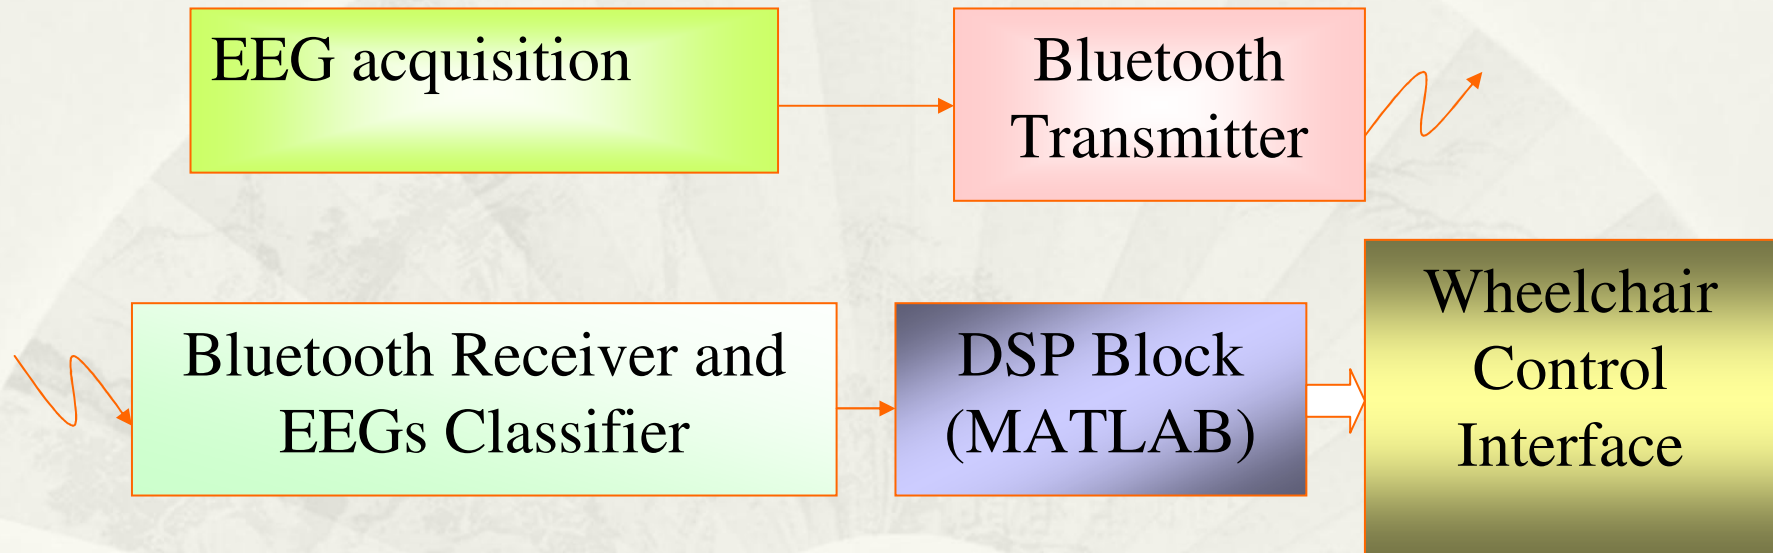 EEG acquisition
Bluetooth
Transmitter
Bluetooth Receiver and
EEGs Classifier
DSP Block
(MATLAB)
Wheelchair
Control
Interface